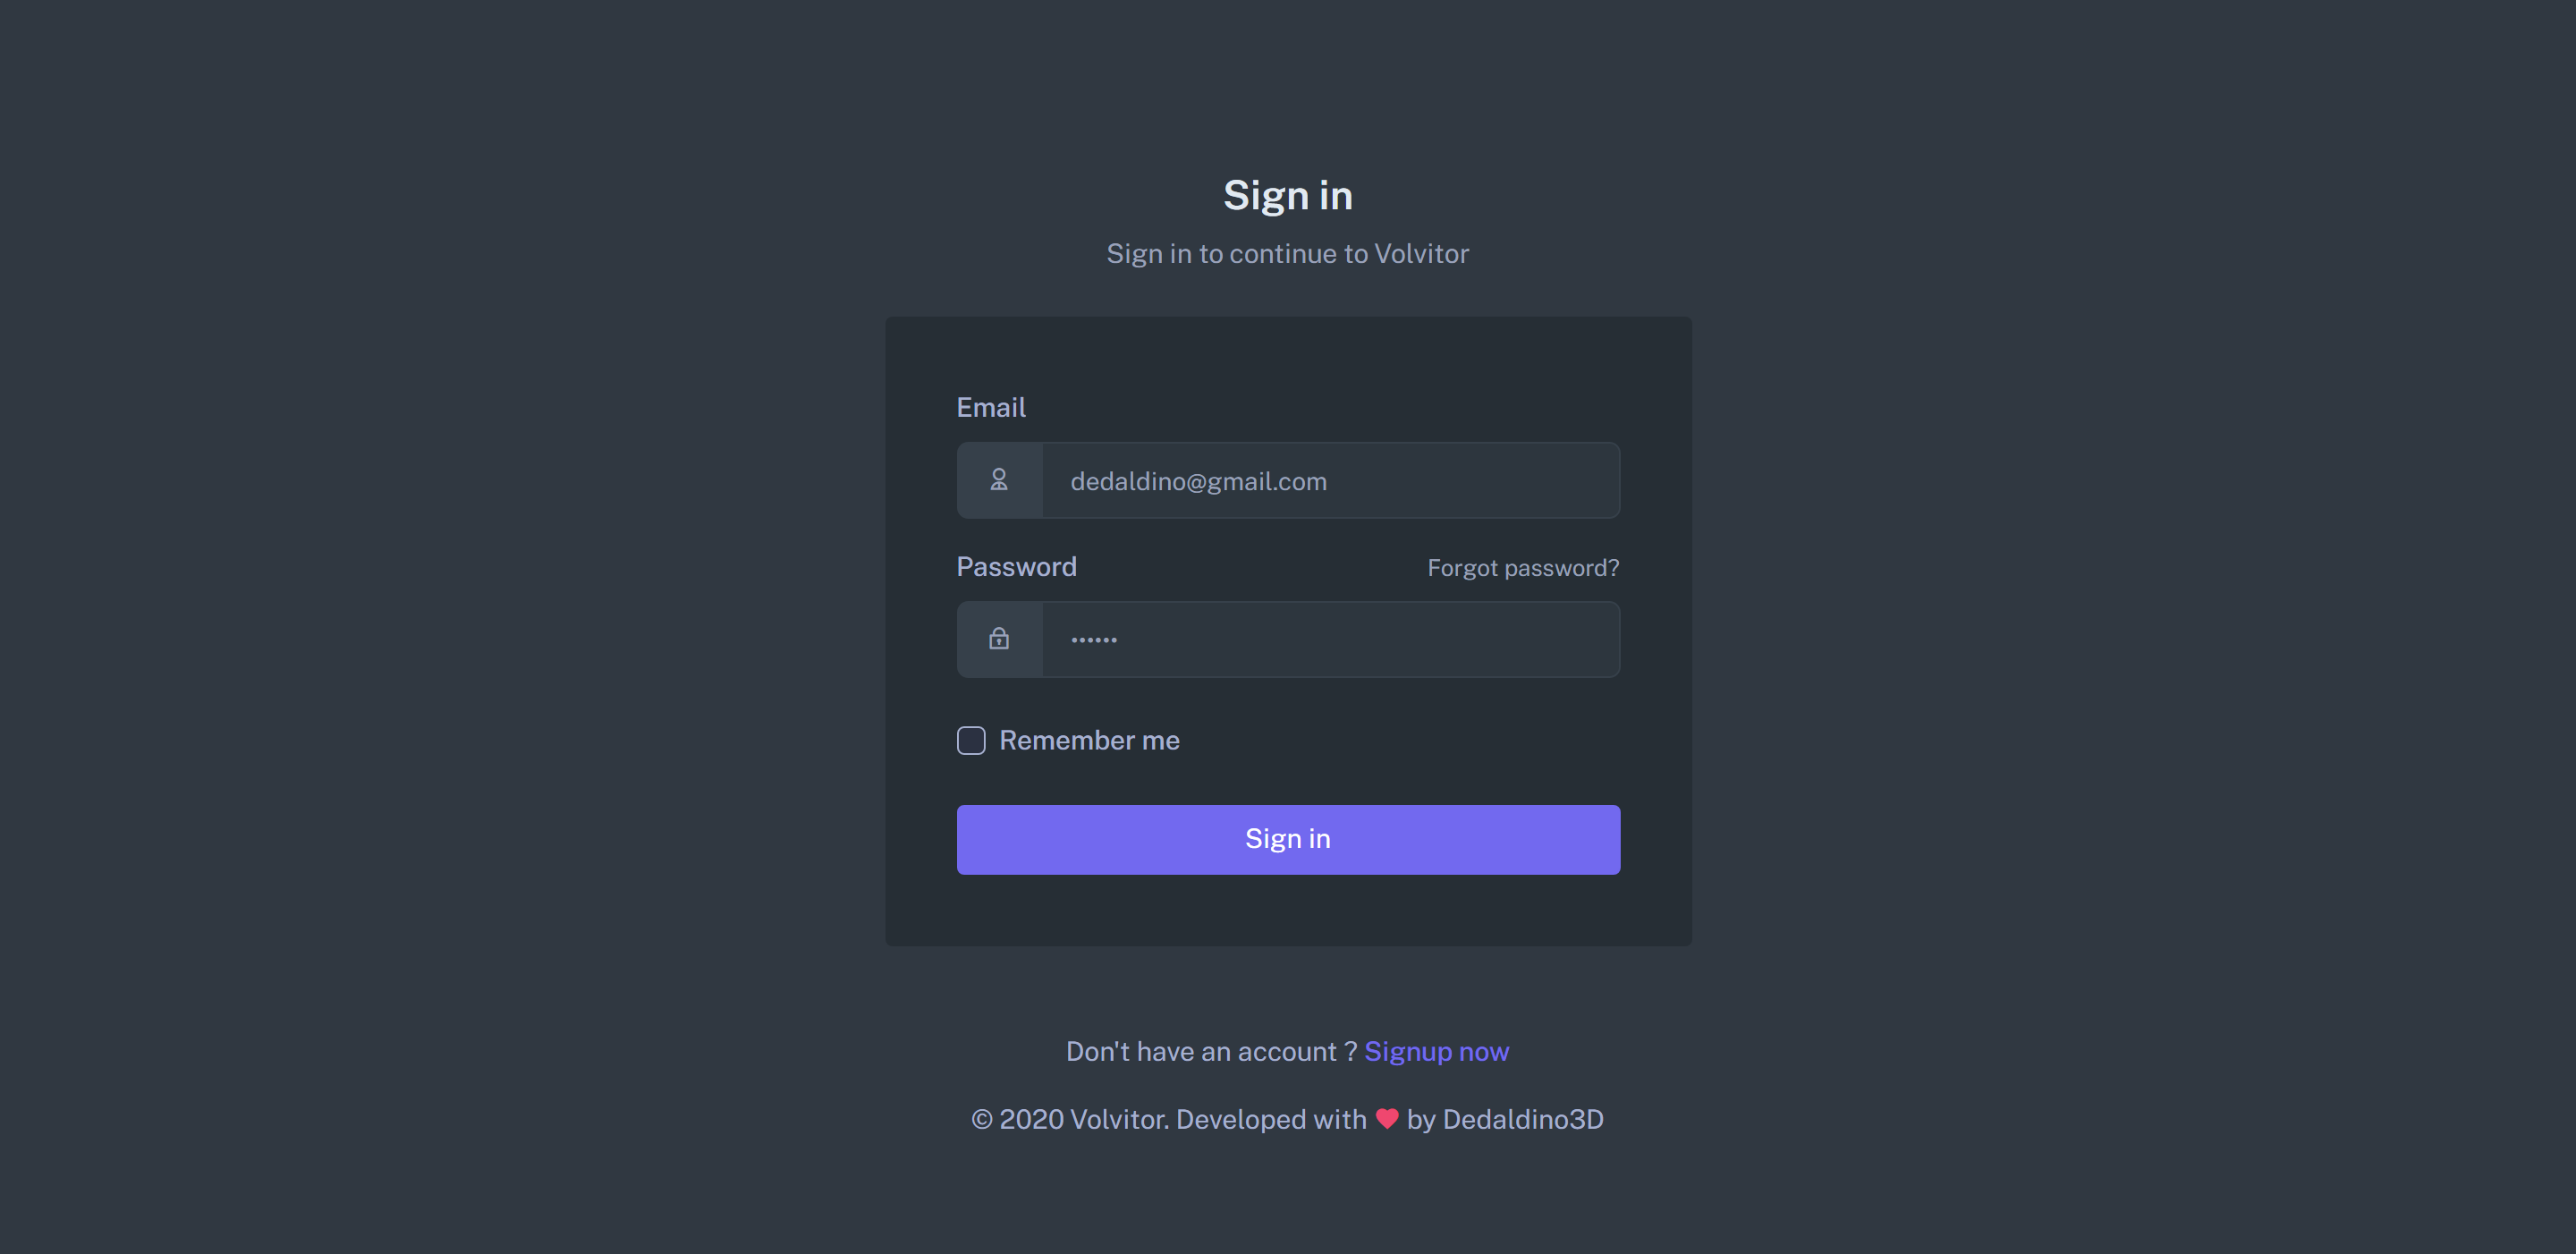 Sign in
Sign in to continue to Volvitor
Email
dedaldino@gmail.com
Password
Forgot password?
••••••
Remember me
Sign in
Don't have an account ? Signup now
© 2020 Volvitor. Developed with ❤ by Dedaldino3D